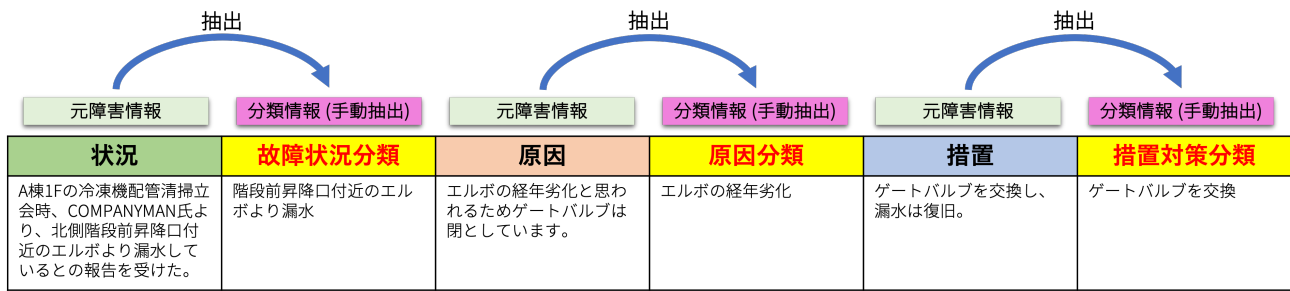 抽出
抽出
抽出
元障害情報
分類情報 (手動抽出)
元障害情報
分類情報 (手動抽出)
元障害情報
分類情報 (手動抽出)
状況
故障状況分類
原因
原因分類
措置
措置対策分類
A棟1Fの冷凍機配管清掃立
会時、COMPANYMAN氏よ
り、北側階段前昇降口付
近のエルボより漏水して
いるとの報告を受けた。
階段前昇降口付近のエル
ボより漏水
エルボの経年劣化と思わ
れるためゲートバルブは
閉としています。
エルボの経年劣化
ゲートバルブを交換し、
漏水は復旧。
ゲートバルブを交換